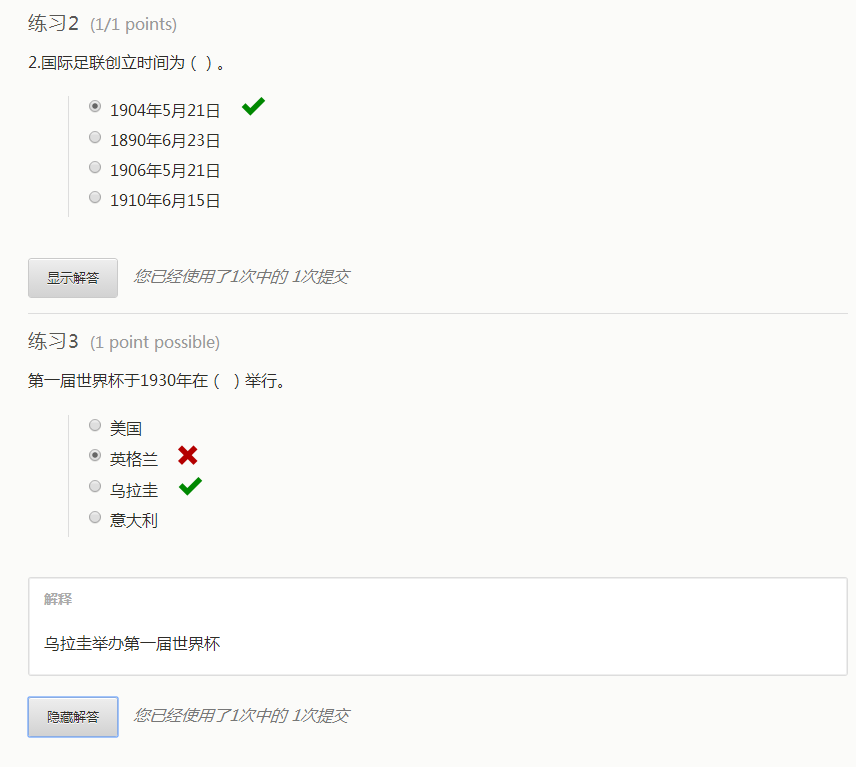 练习2 (1/1 points)
2.国际足联创立时间为（ ）。
1904年5月21日
1890年6月23日
1906年5月21日
1910年6月15日
显示解答 您已经使用了1次中的 1次提交
练习3 (1 point possible)
第一届世界杯于1930年在（ ）举行。
美国
英格兰
乌拉圭
意大利
解释
乌拉圭举办第一届世界杯
隐藏解答 您已经使用了1次中的 1次提交